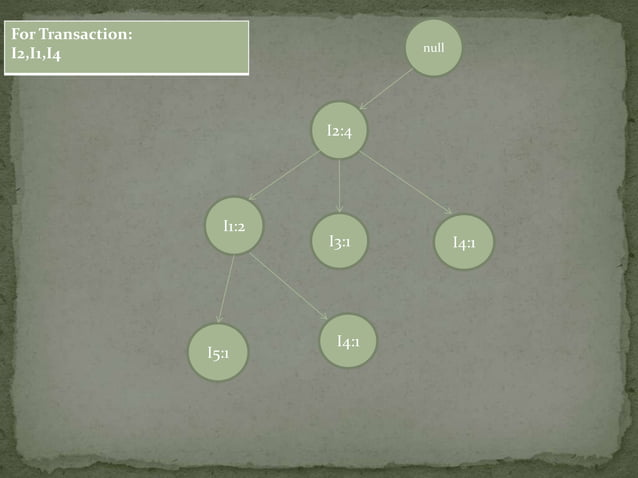 For Transaction:
I2,I1,I4
null
I2:4
I1:2
I3:1
I4:1
I5:1
I4:1